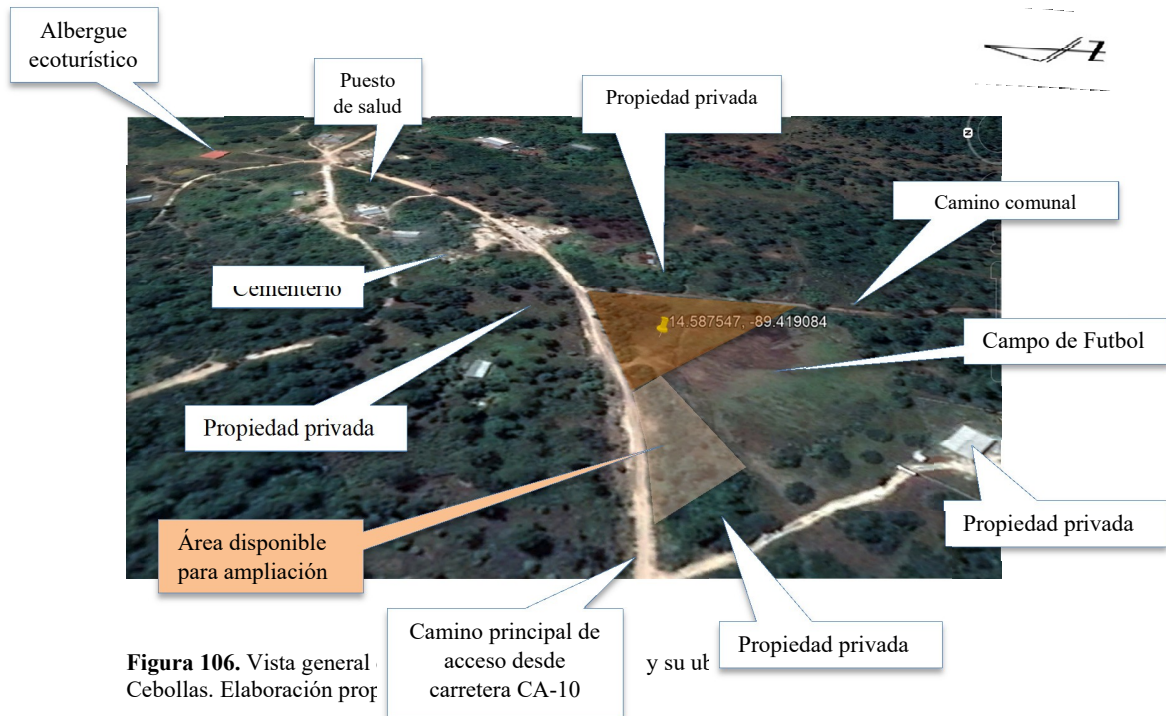 Albergue
ecoturístico
Puesto
de salud
Propiedad privada
Z
N
Camino comunal
Cementerio
14.587547, -89.419084
Campo de Futbol
Propiedad privada
Propiedad privada
Área disponible
para ampliación
Camino principal de
acceso desde
carretera CA-10
Propiedad privada
Figura 106. Vista general y su
Cebollas. Elaboración